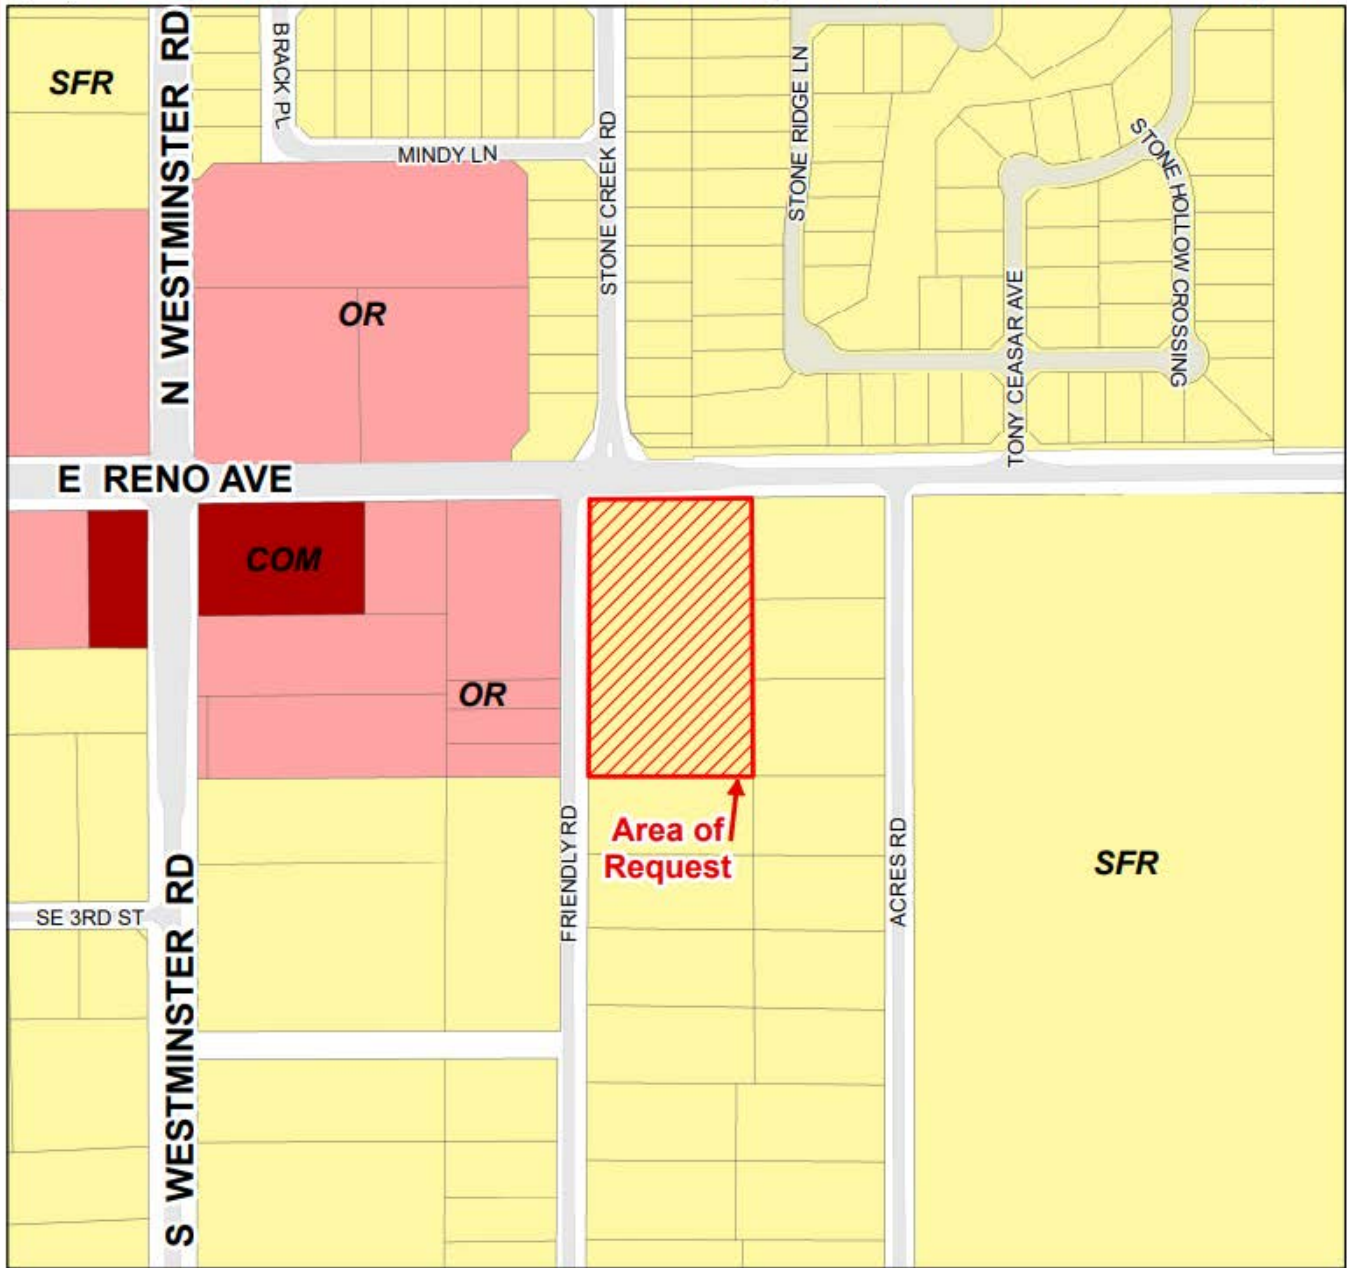 BRACK PL
N WESTMINSTER RD
SFR
STONE RIDGE LN
STONE CREEK RD
MINDY LN
STONE HOLLOW CROSSING
OR
TONY CEASAR AVE
E RENO AVE
COM
OR
Area of
Request
FRIENDLY RD
ACRES RD
SFR
SE 3RD ST
S WESTMINSTER RD